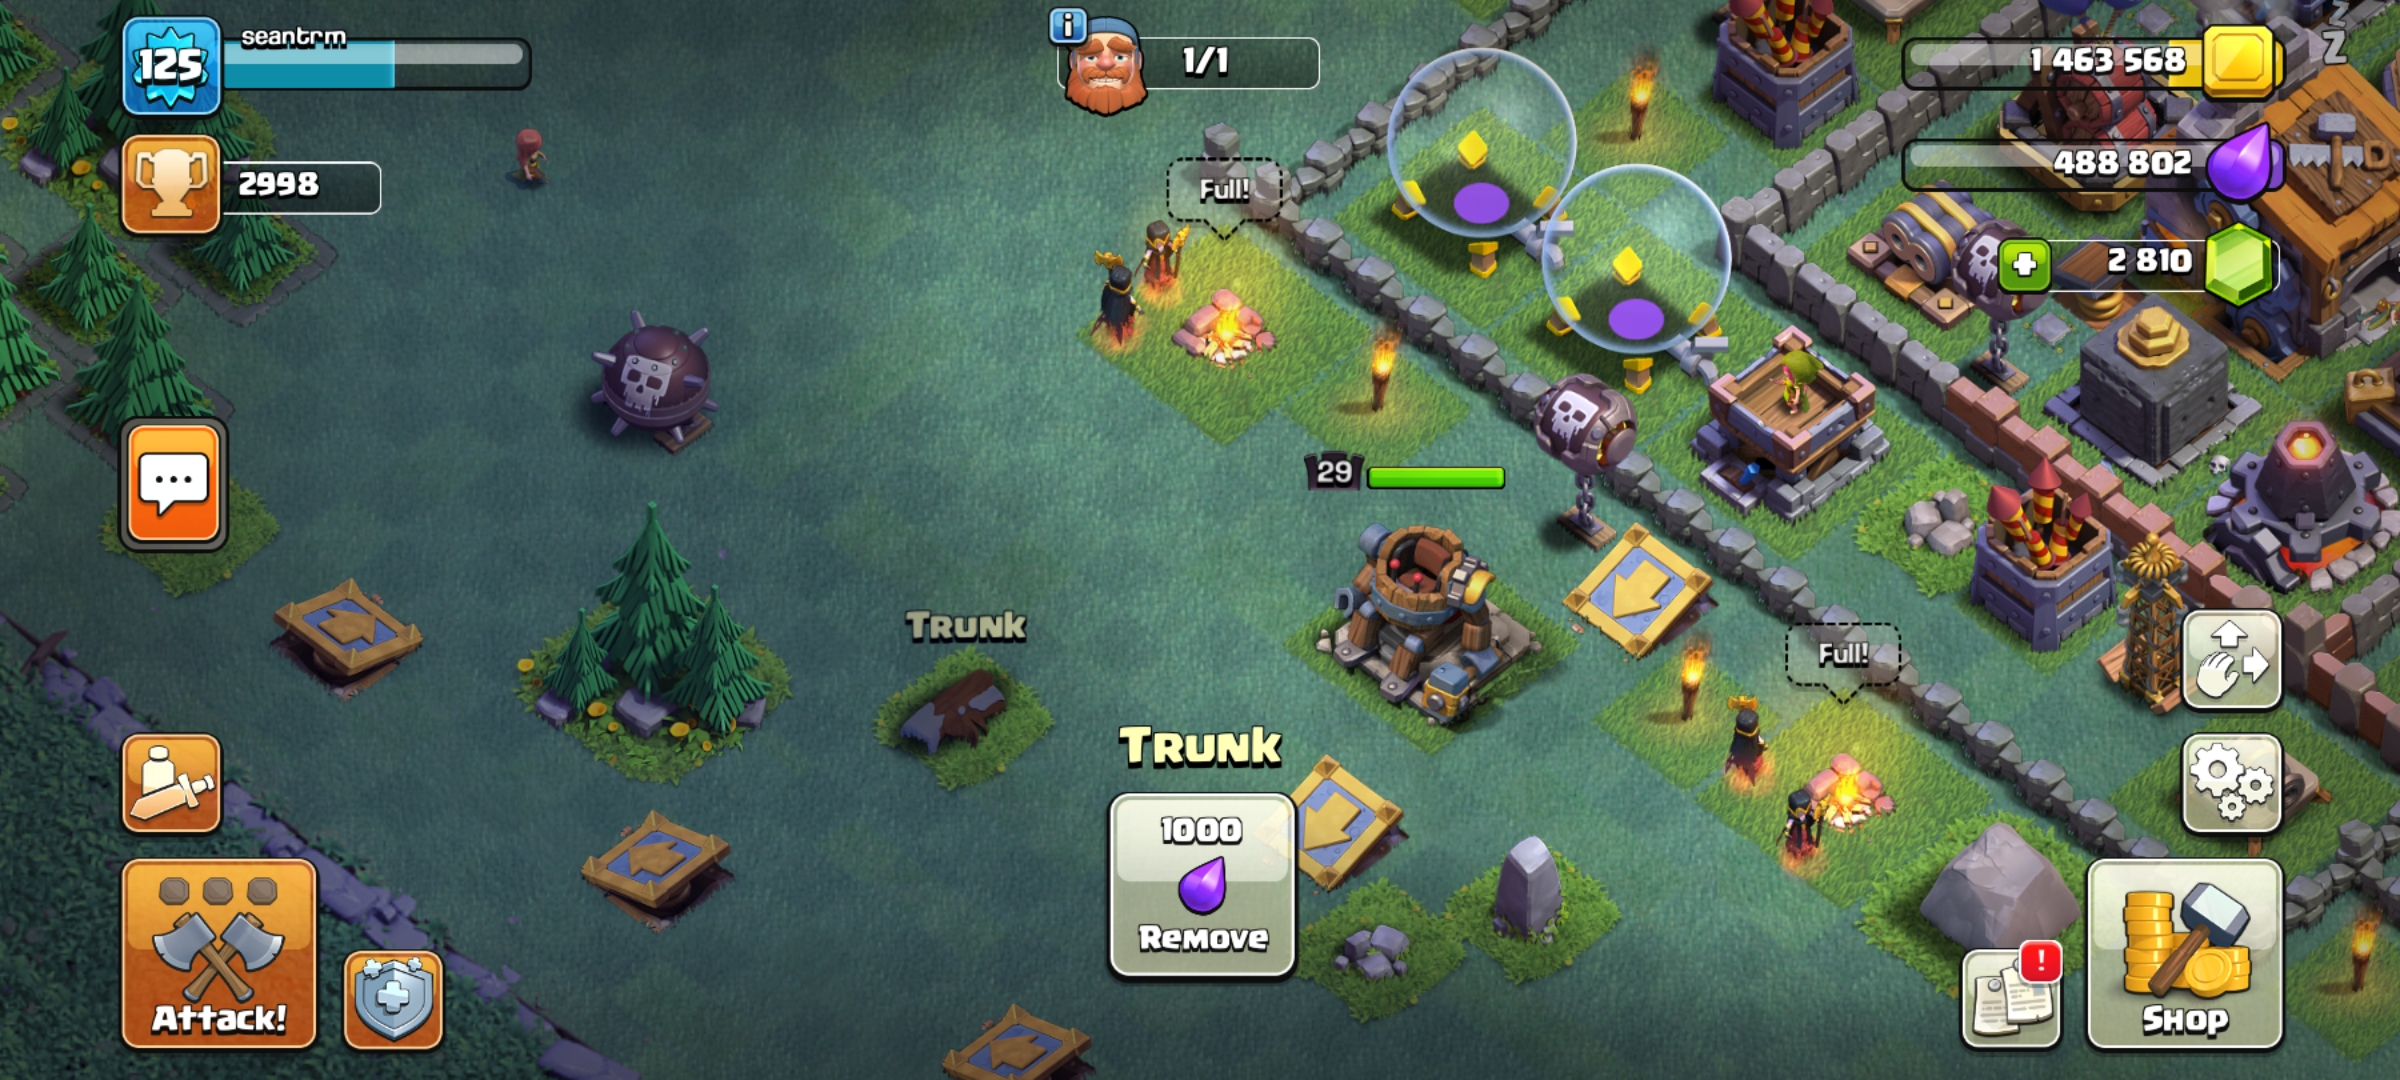 125
seantrm
1/1
1 463 568
2998
Full!
488 802
2 810
29
Trunk
Full!
Trunk
1000
Remove
Attack!
!
Shop